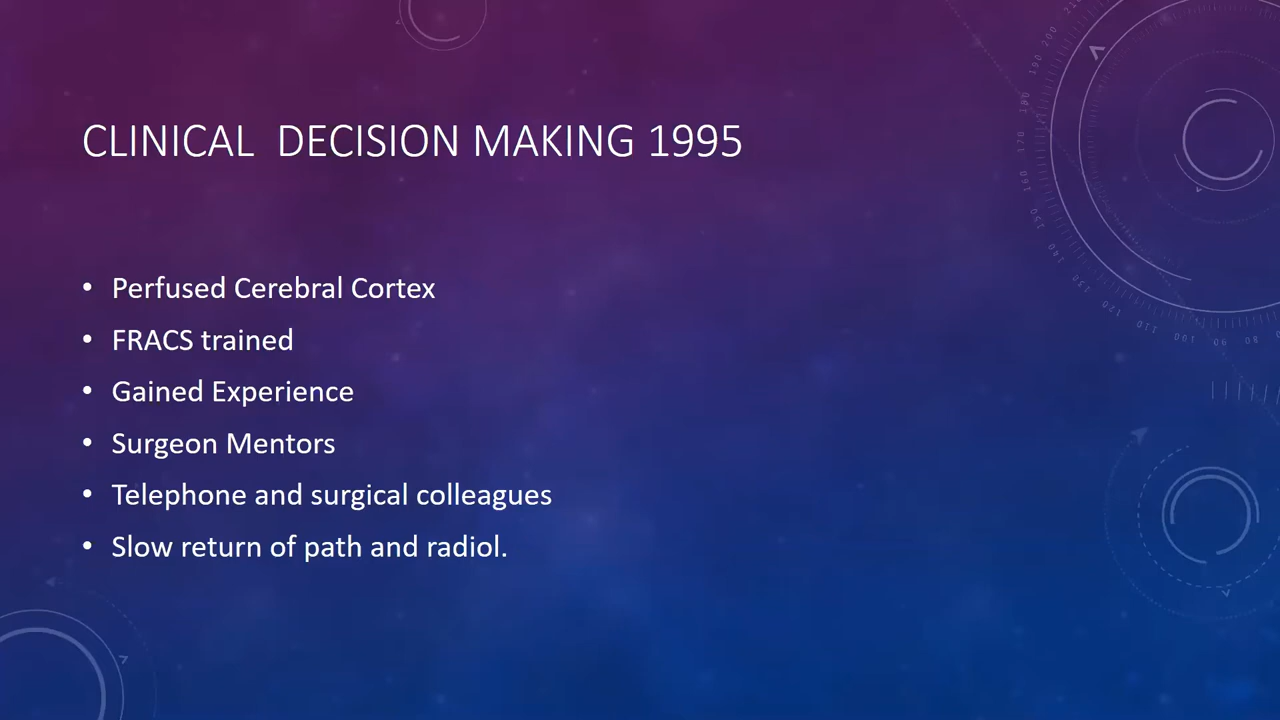 CLINICAL DECISION MAKING 1995
• Perfused Cerebral Cortex
• FRACS trained
• Gained Experience
• Surgeon Mentors
• Telephone and surgical colleagues
• Slow return of path and radiol.